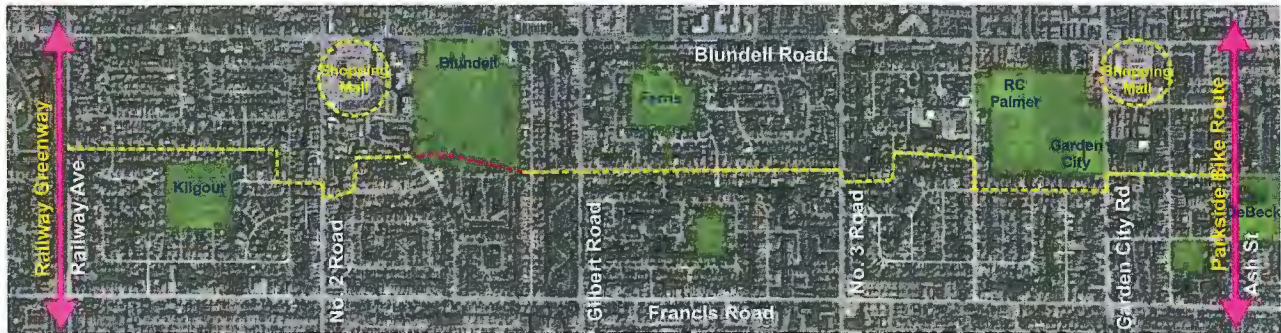 Blundell Road
Shopping
Mall
Blundell
Ferris
RC
Palmer
Shopping
Mall
Garden
City
Kilgour
DeBeck
Railway Greenway
Railway Ave
No. 2 Road
Gilbert Road
No. 3 Road
Garden City Rd
Parkside Bike Route
Ash St
Francis Road